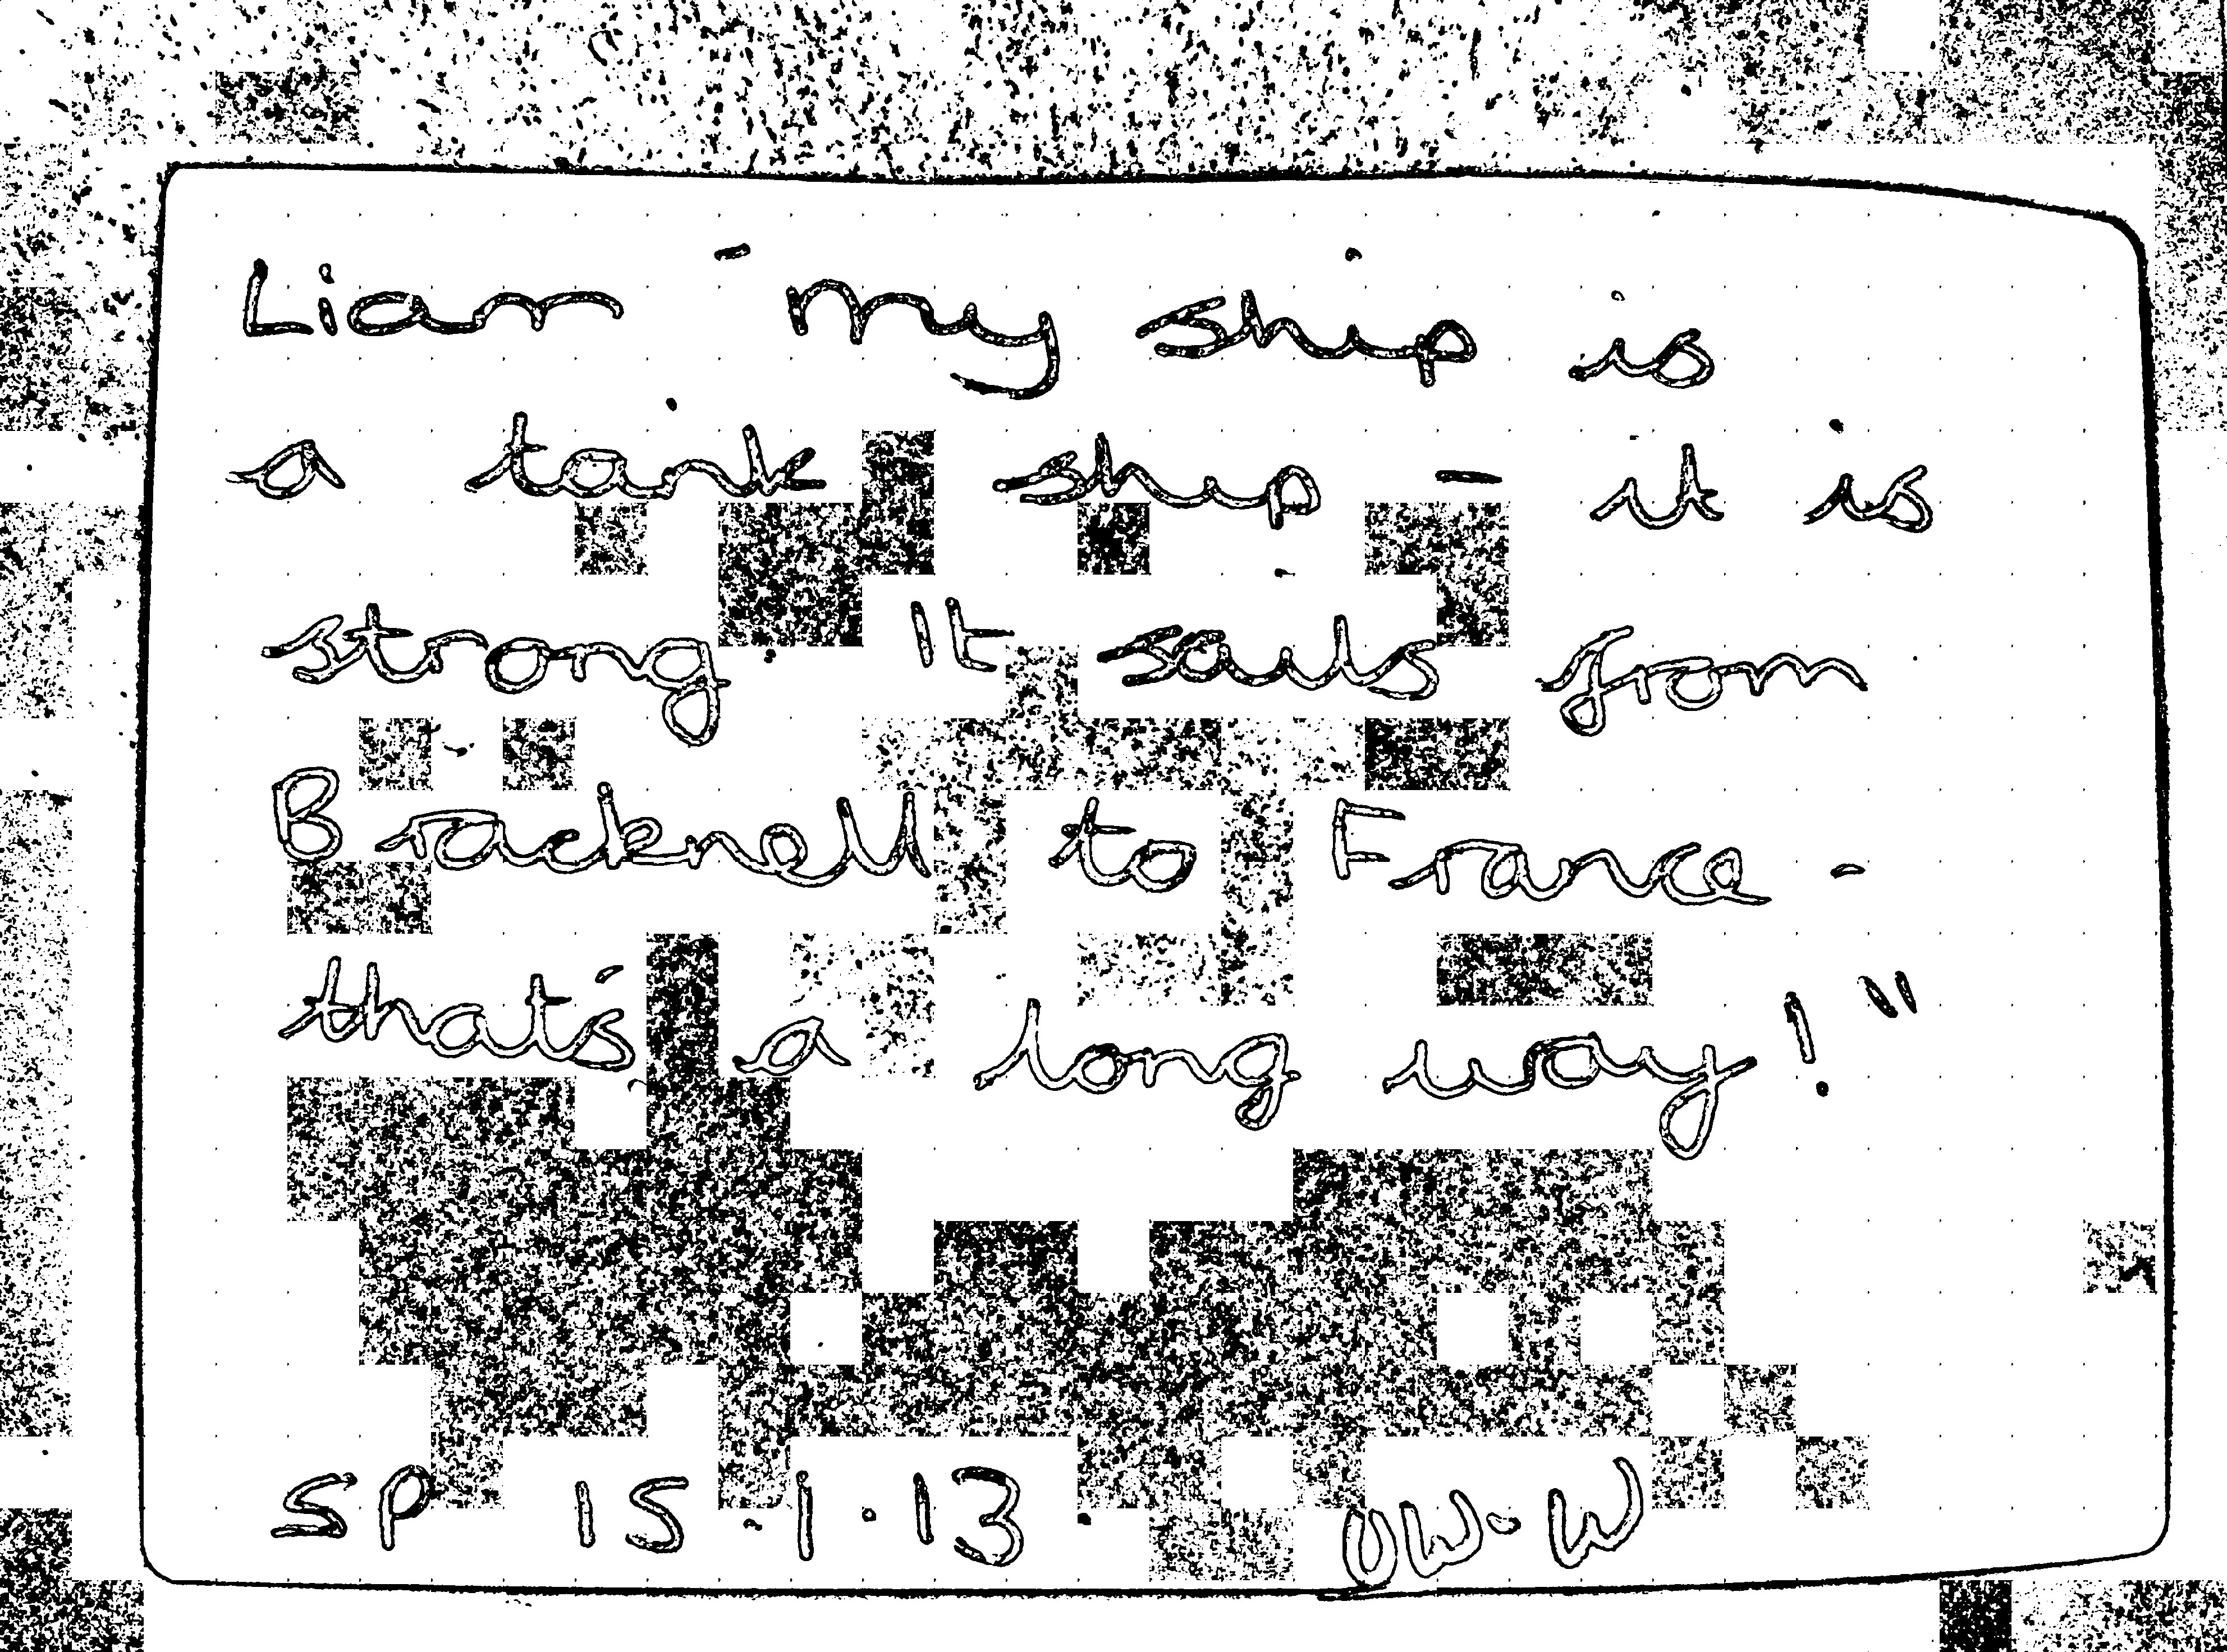 Liam - my ship is
a tank ship - it is
strong. It sails from
Bracknell to France -
that's a long way!"
SP 15.1.13 OW.W